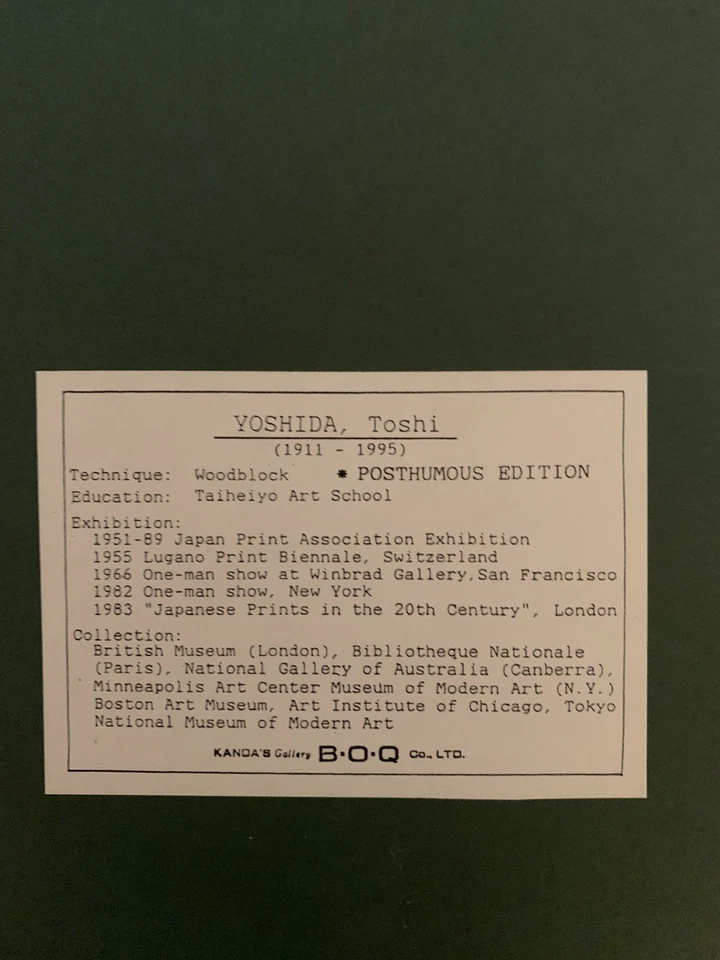 YOSHIDA, Toshi
(1911 - 1995)
Technique: Woodblock ✷ POSTHUMOUS EDITION
Education: Taiheiyo Art School
Exhibition:
1951-89 Japan Print Association Exhibition
1955 Lugano Print Biennale, Switzerland
1966 One-man show at Winbrad Gallery,San Francisco
1982 One-man show, New York
1983 "Japanese Prints in the 20th Century", London
Collection:
British Museum (London), Bibliotheque Nationale
(Paris), National Gallery of Australia (Canberra),
Minneapolis Art Center Museum of Modern Art (N.Y.)
Boston Art Museum, Art Institute of Chicago, Tokyo
National Museum of Modern Art
KANDA'S Gallery B・O・Q Co., LTD.